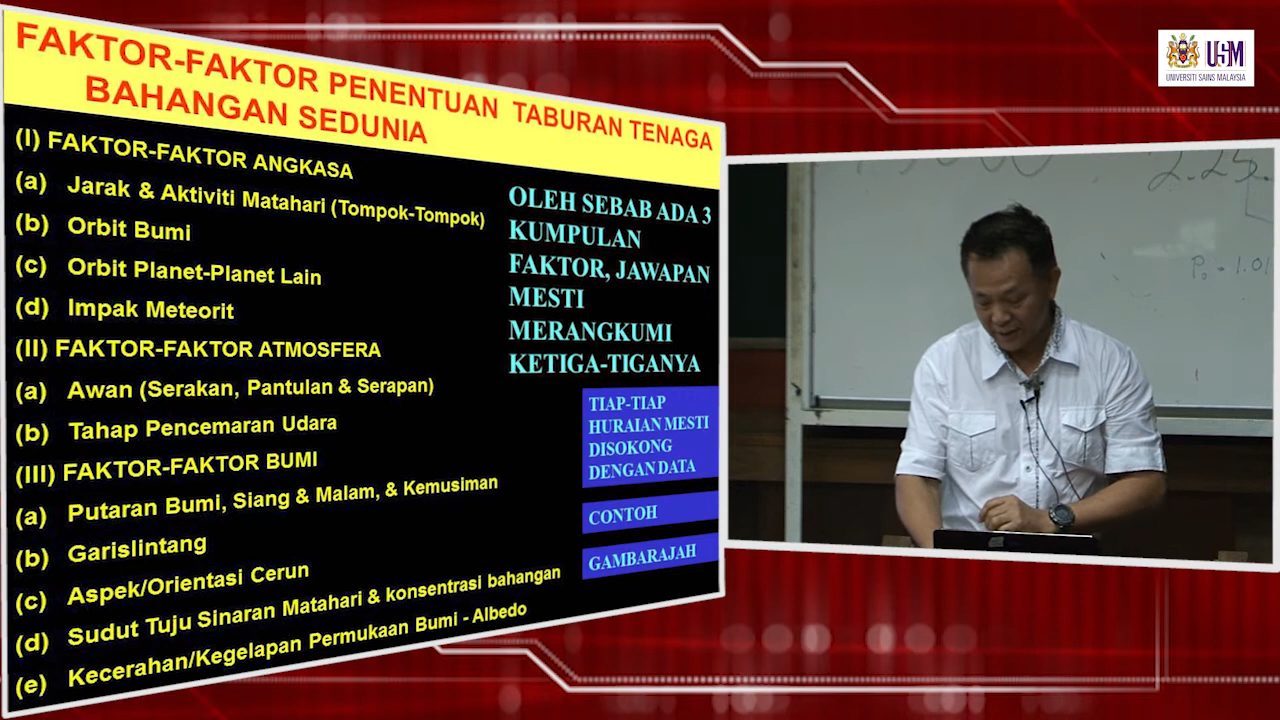 FAKTOR-FAKTOR PENENTUAN TABURAN TENAGA
BAHANGAN SEDUNIA
(I) FAKTOR-FAKTOR ANGKASA
(a) Jarak & Aktiviti Matahari (Tompok-Tompok)
(b) Orbit Bumi
(c) Orbit Planet-Planet Lain
(d) Impak Meteorit
(II) FAKTOR-FAKTOR ATMOSFERA
(a) Awan (Serakan, Pantulan & Serapan)
(b) Tahap Pencemaran Udara
(III) FAKTOR-FAKTOR BUMI
(a) Putaran Bumi, Siang & Malam, & Kemusiman
(b) Garislintang
(c) Aspek/Orientasi Cerun
(d) Sudut Tuju Sinaran Matahari & konsentrasi bahangan
(e) Kecerahan/Kegelapan Permukaan Bumi - Albedo
OLEH SEBAB ADA 3
KUMPULAN
FAKTOR, JAWAPAN
MESTI
MERANGKUMI
KETIGA-TIGANYA
TIAP-TIAP
HURAIAN MESTI
DISOKONG
DENGAN DATA
CONTOH
GAMBARAJAH
USM
UNIVERSITI SAINS MALAYSIA
2.25
P₀ = 1.01